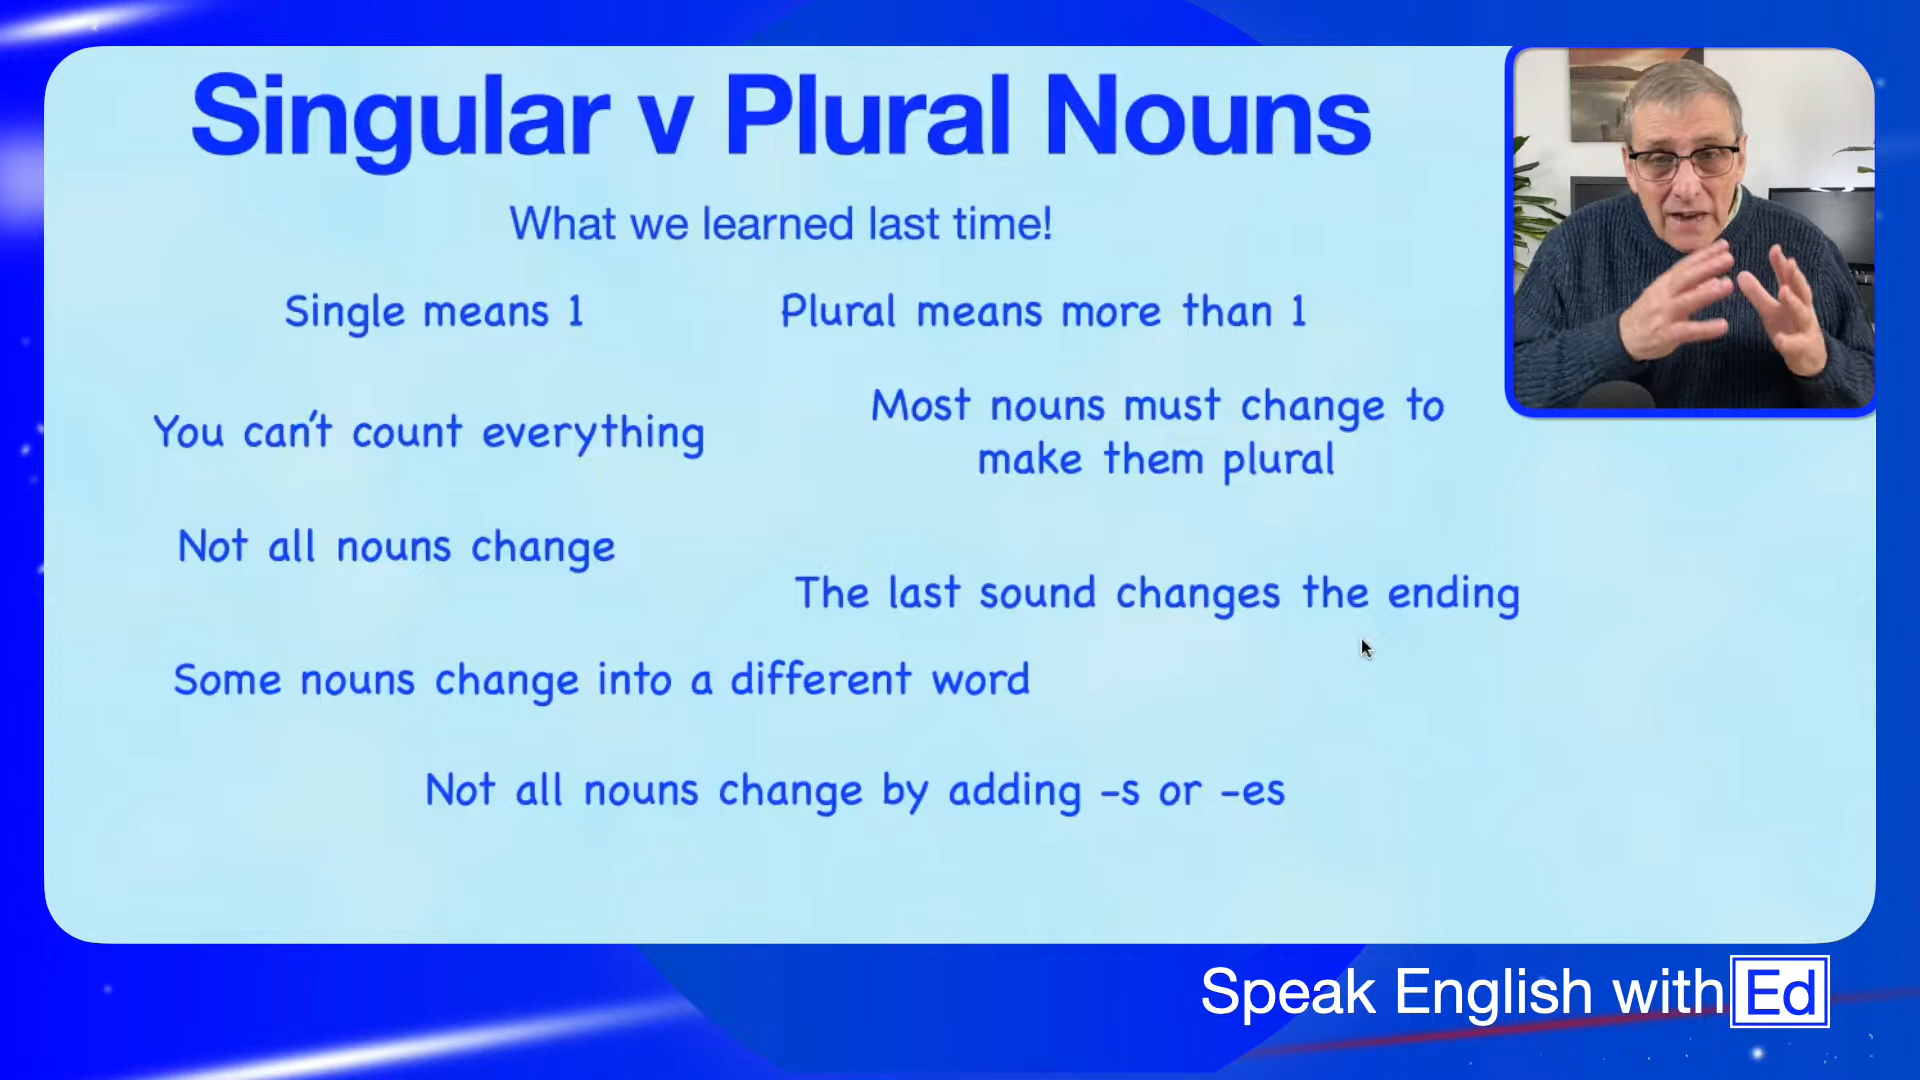 Singular v Plural Nouns
What we learned last time!
Single means 1
Plural means more than 1
You can't count everything
Most nouns must change to
make them plural
Not all nouns change
The last sound changes the ending
Some nouns change into a different word
Not all nouns change by adding -s or -es
Speak English with Ed